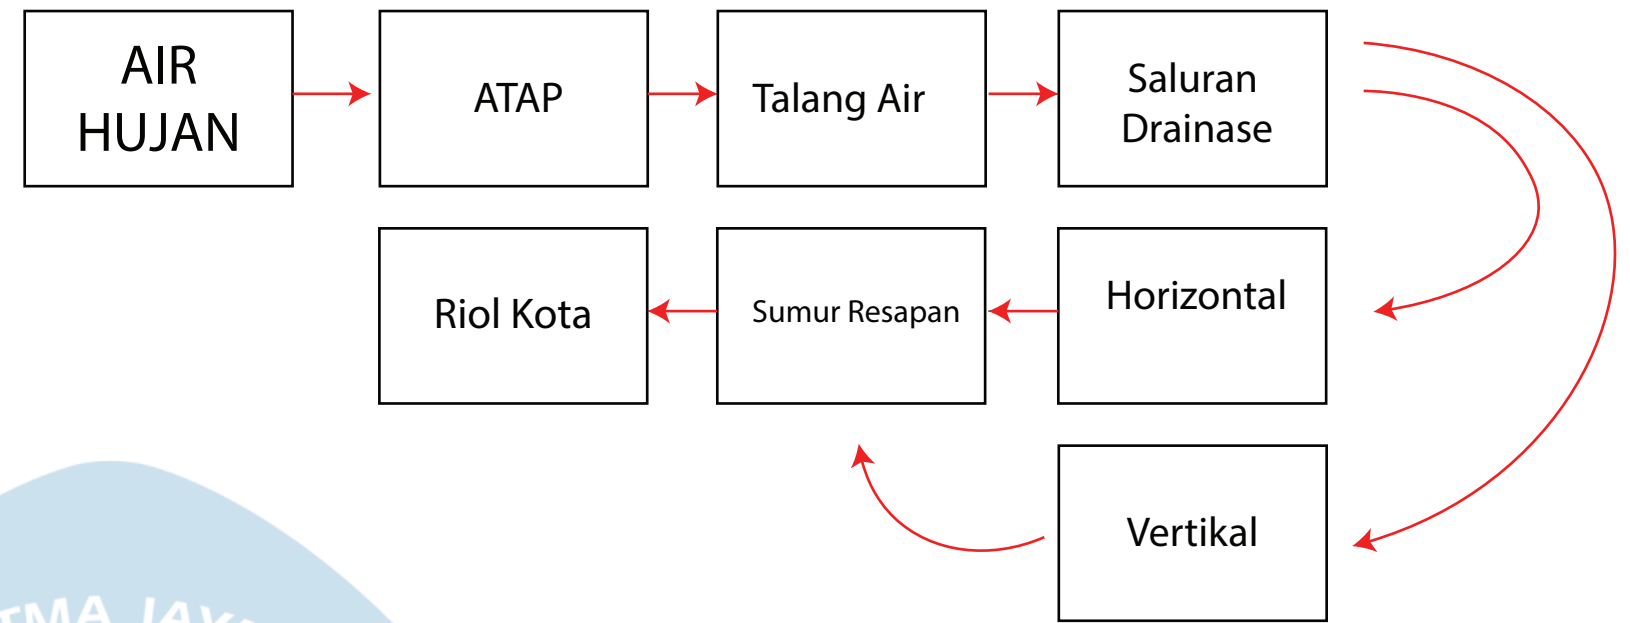 AIR
HUJAN
ATAP
Talang Air
Saluran
Drainase
Riol Kota
Sumur Resapan
Horizontal
Vertikal